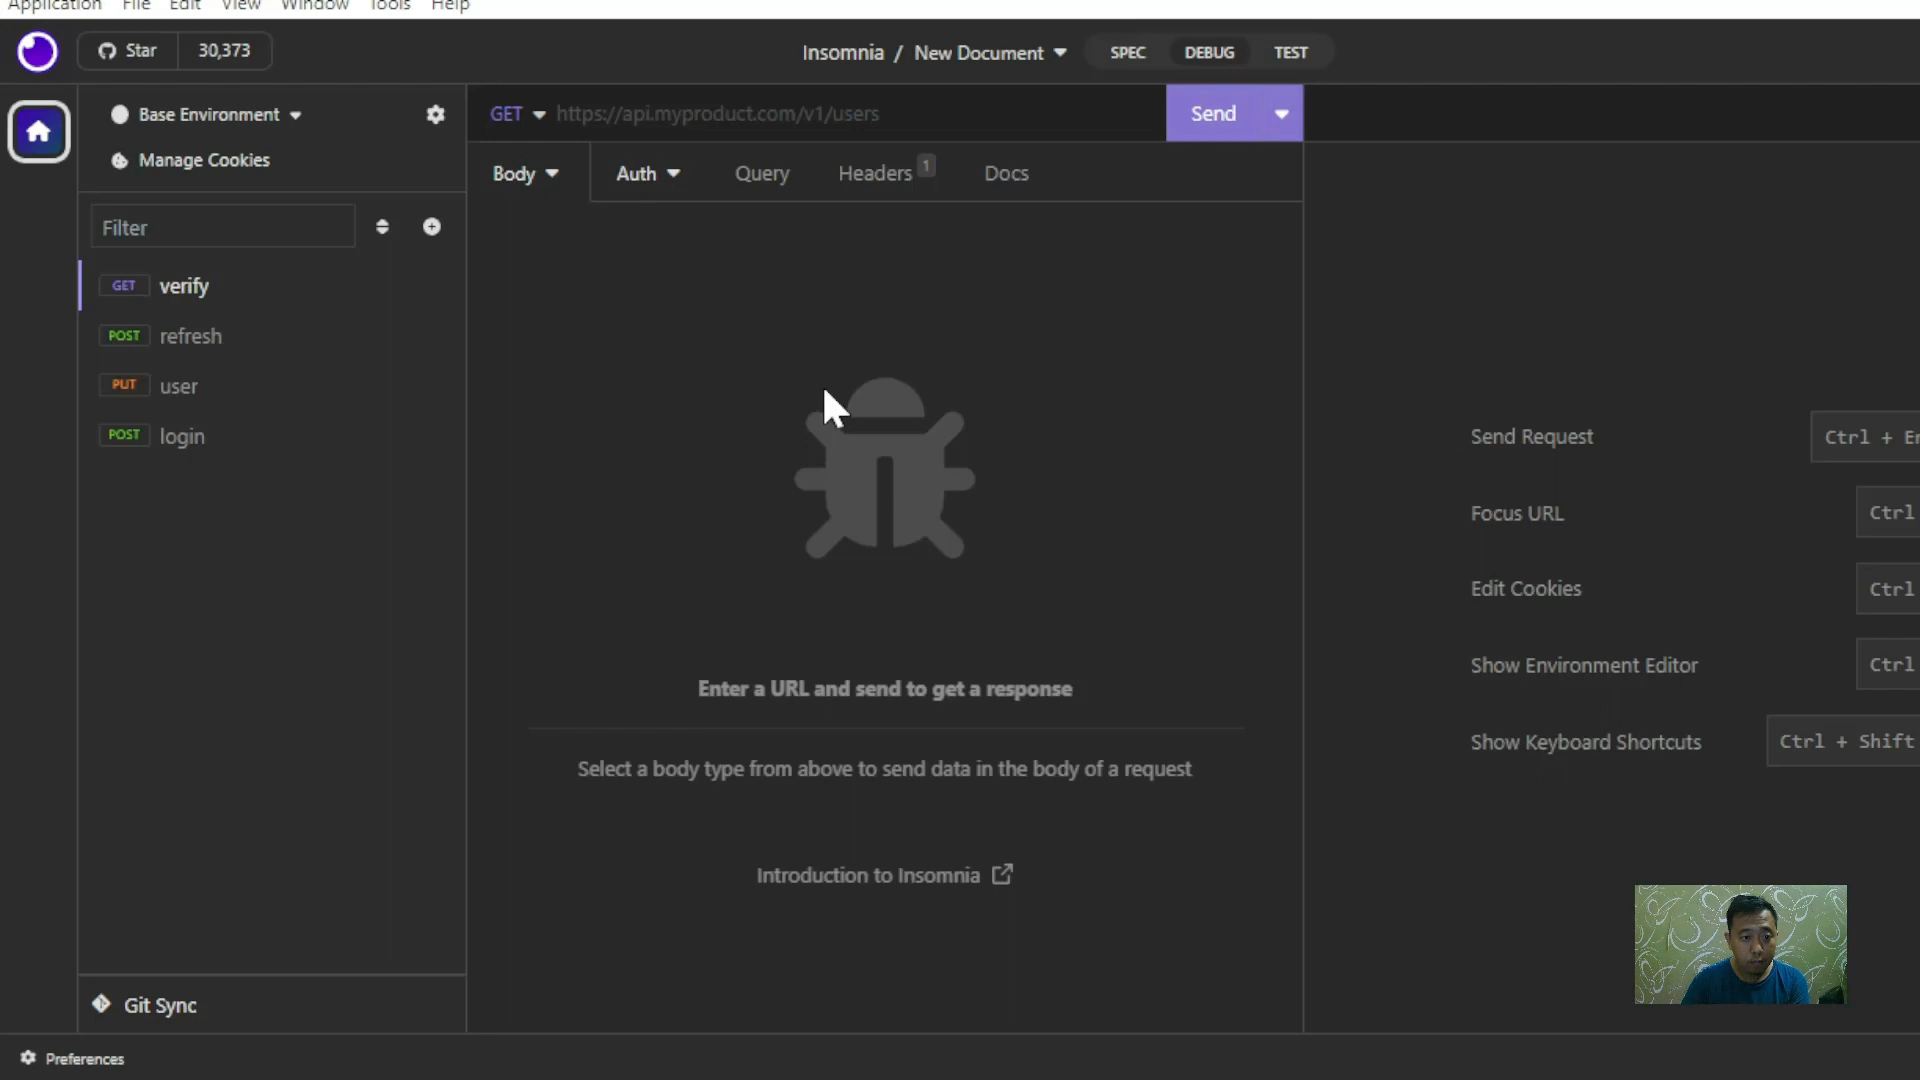 Application File Edit View Window Tools Help
Star 30,373
Insomnia / New Document
SPEC DEBUG TEST
Base Environment
Manage Cookies
GET https://api.myproduct.com/v1/users
Send
Body Auth Query Headers 1 Docs
Filter
GET verify
POST refresh
PUT user
POST login
Enter a URL and send to get a response
Select a body type from above to send data in the body of a request
Introduction to Insomnia
Send Request Ctrl + En
Focus URL Ctrl
Edit Cookies Ctrl
Show Environment Editor Ctrl
Show Keyboard Shortcuts Ctrl + Shift
Git Sync
Preferences